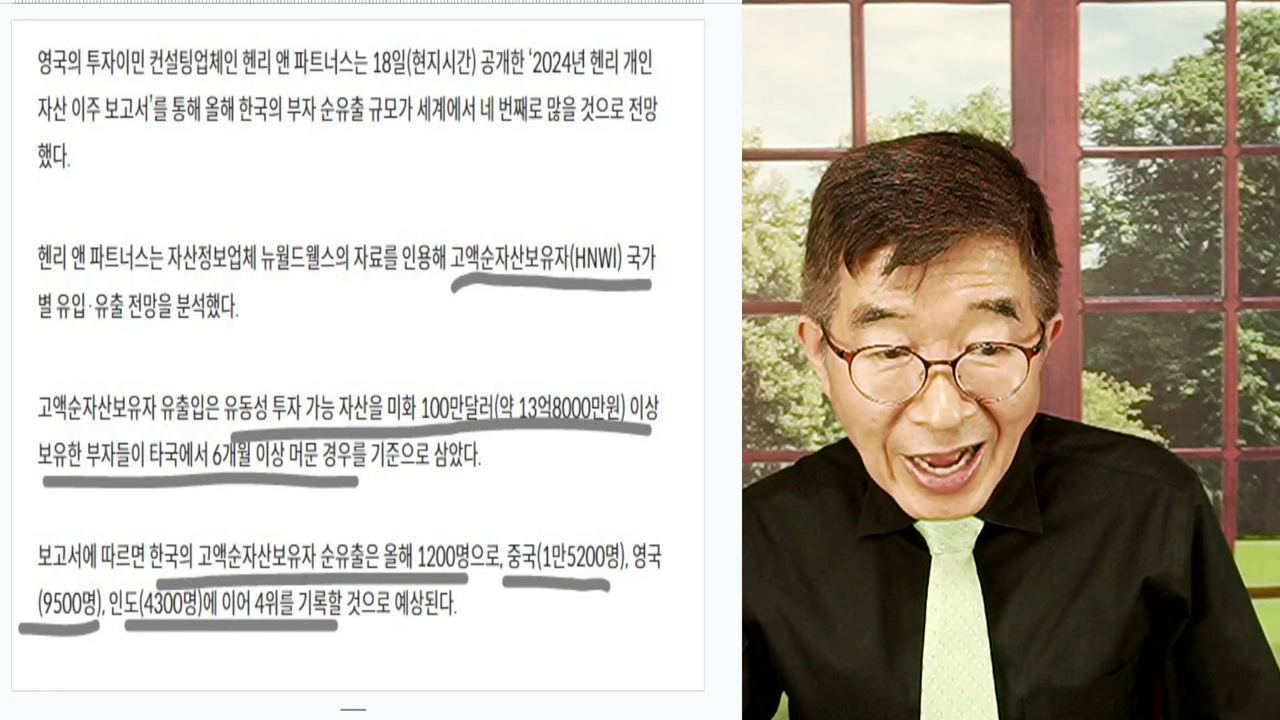 영국의 투자이민 컨설팅업체인 헨리 앤 파트너스는 18일(현지시간) 공개한 ‘2024년 헨리 개인
자산 이주 보고서’를 통해 올해 한국의 부자 순유출 규모가 세계에서 네 번째로 많을 것으로 전망
했다.
헨리 앤 파트너스는 자산정보업체 뉴월드웰스의 자료를 인용해 고액순자산보유자(HNWI) 국가
별 유입·유출 전망을 분석했다.
고액순자산보유자 유출입은 유동성 투자 가능 자산을 미화 100만달러(약 13억8000만원) 이상
보유한 부자들이 타국에서 6개월 이상 머문 경우를 기준으로 삼았다.
보고서에 따르면 한국의 고액순자산보유자 순유출은 올해 1200명으로, 중국(1만5200명), 영국
(9500명), 인도(4300명)에 이어 4위를 기록할 것으로 예상된다.